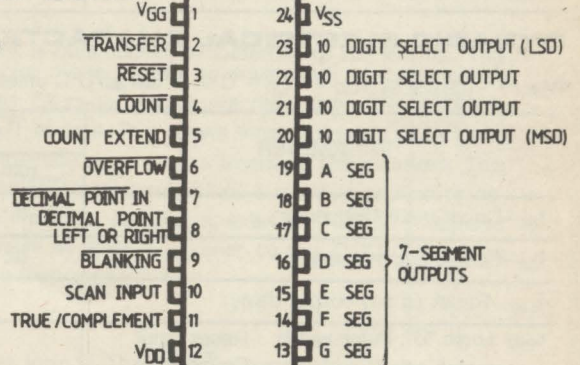 VGG 1
TRANSFER 2
RESET 3
COUNT 4
COUNT EXTEND 5
OVERFLOW 6
DECIMAL POINT IN 7
DECIMAL POINT
LEFT OR RIGHT 8
BLANKING 9
SCAN INPUT 10
TRUE/COMPLEMENT 11
VDD 12
24 VSS
23 10 DIGIT SELECT OUTPUT (LSD)
22 10 DIGIT SELECT OUTPUT
21 10 DIGIT SELECT OUTPUT
20 10 DIGIT SELECT OUTPUT (MSD)
19 A SEG
18 B SEG
17 C SEG
16 D SEG
15 E SEG
14 F SEG
13 G SEG
7-SEGMENT
OUTPUTS